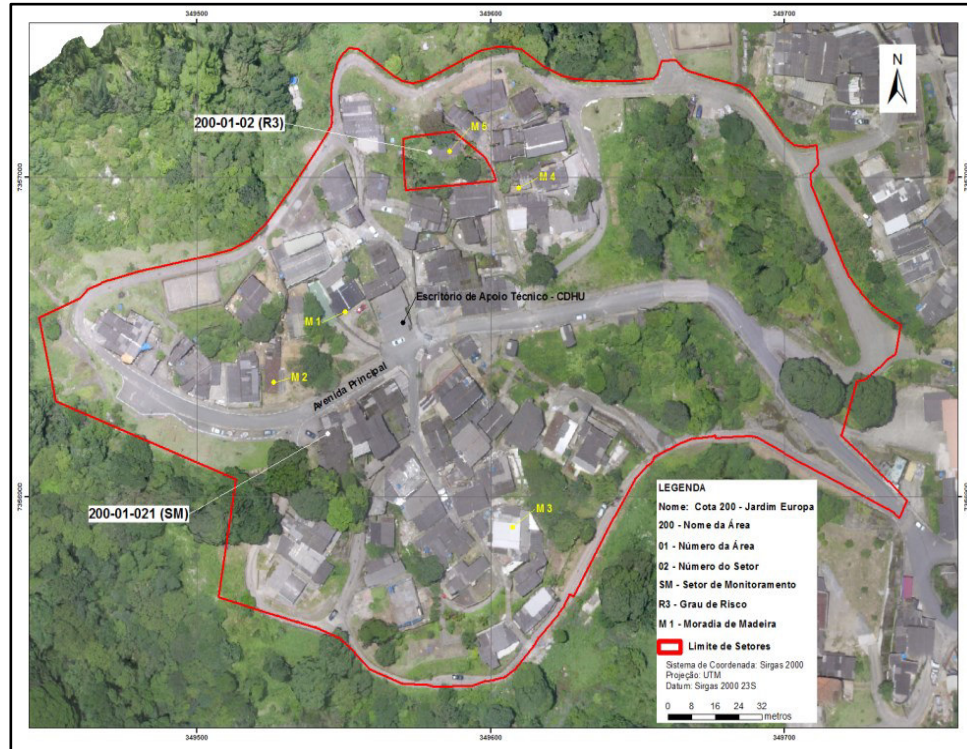 349500
349600
349700
N
200-01-02 (R3)
M 5
7357000
7357000
M 4
Escritório de Apoio Técnico - CDHU
M 1
M 2
Avenida Principal
200-01-021 (SM)
M 3
LEGENDA
Nome: Cota 200 - Jardim Europa
200 - Nome da Área
01 - Número da Área
02 - Número do Setor
SM - Setor de Monitoramento
R3 - Grau de Risco
M 1 - Moradia de Madeira
Limite de Setores
Sistema de Coordenada: Sirgas 2000
Projeção: UTM
Datum: Sirgas 2000 23S
0 8 16 24 32
metros
349500
349600
349700